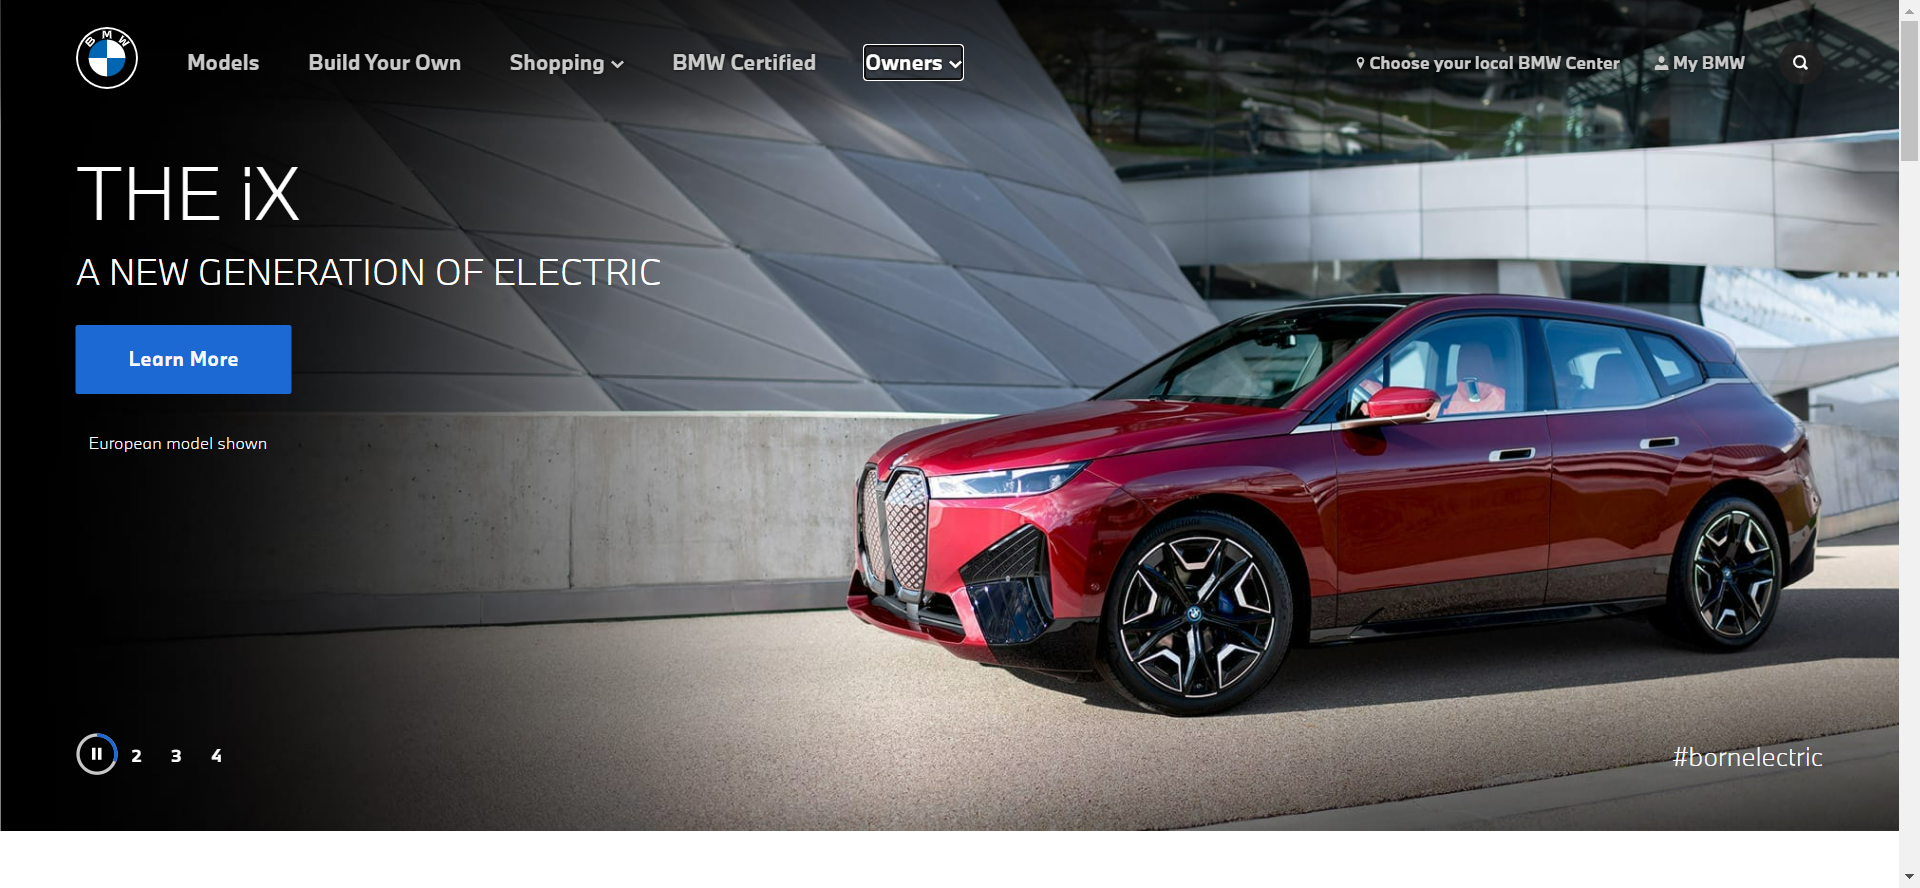 BMW
Models
Build Your Own
Shopping
BMW Certified
Owners
Choose your local BMW Center
My BMW
THE iX
A NEW GENERATION OF ELECTRIC
Learn More
European model shown
2 3 4
#bornelectric